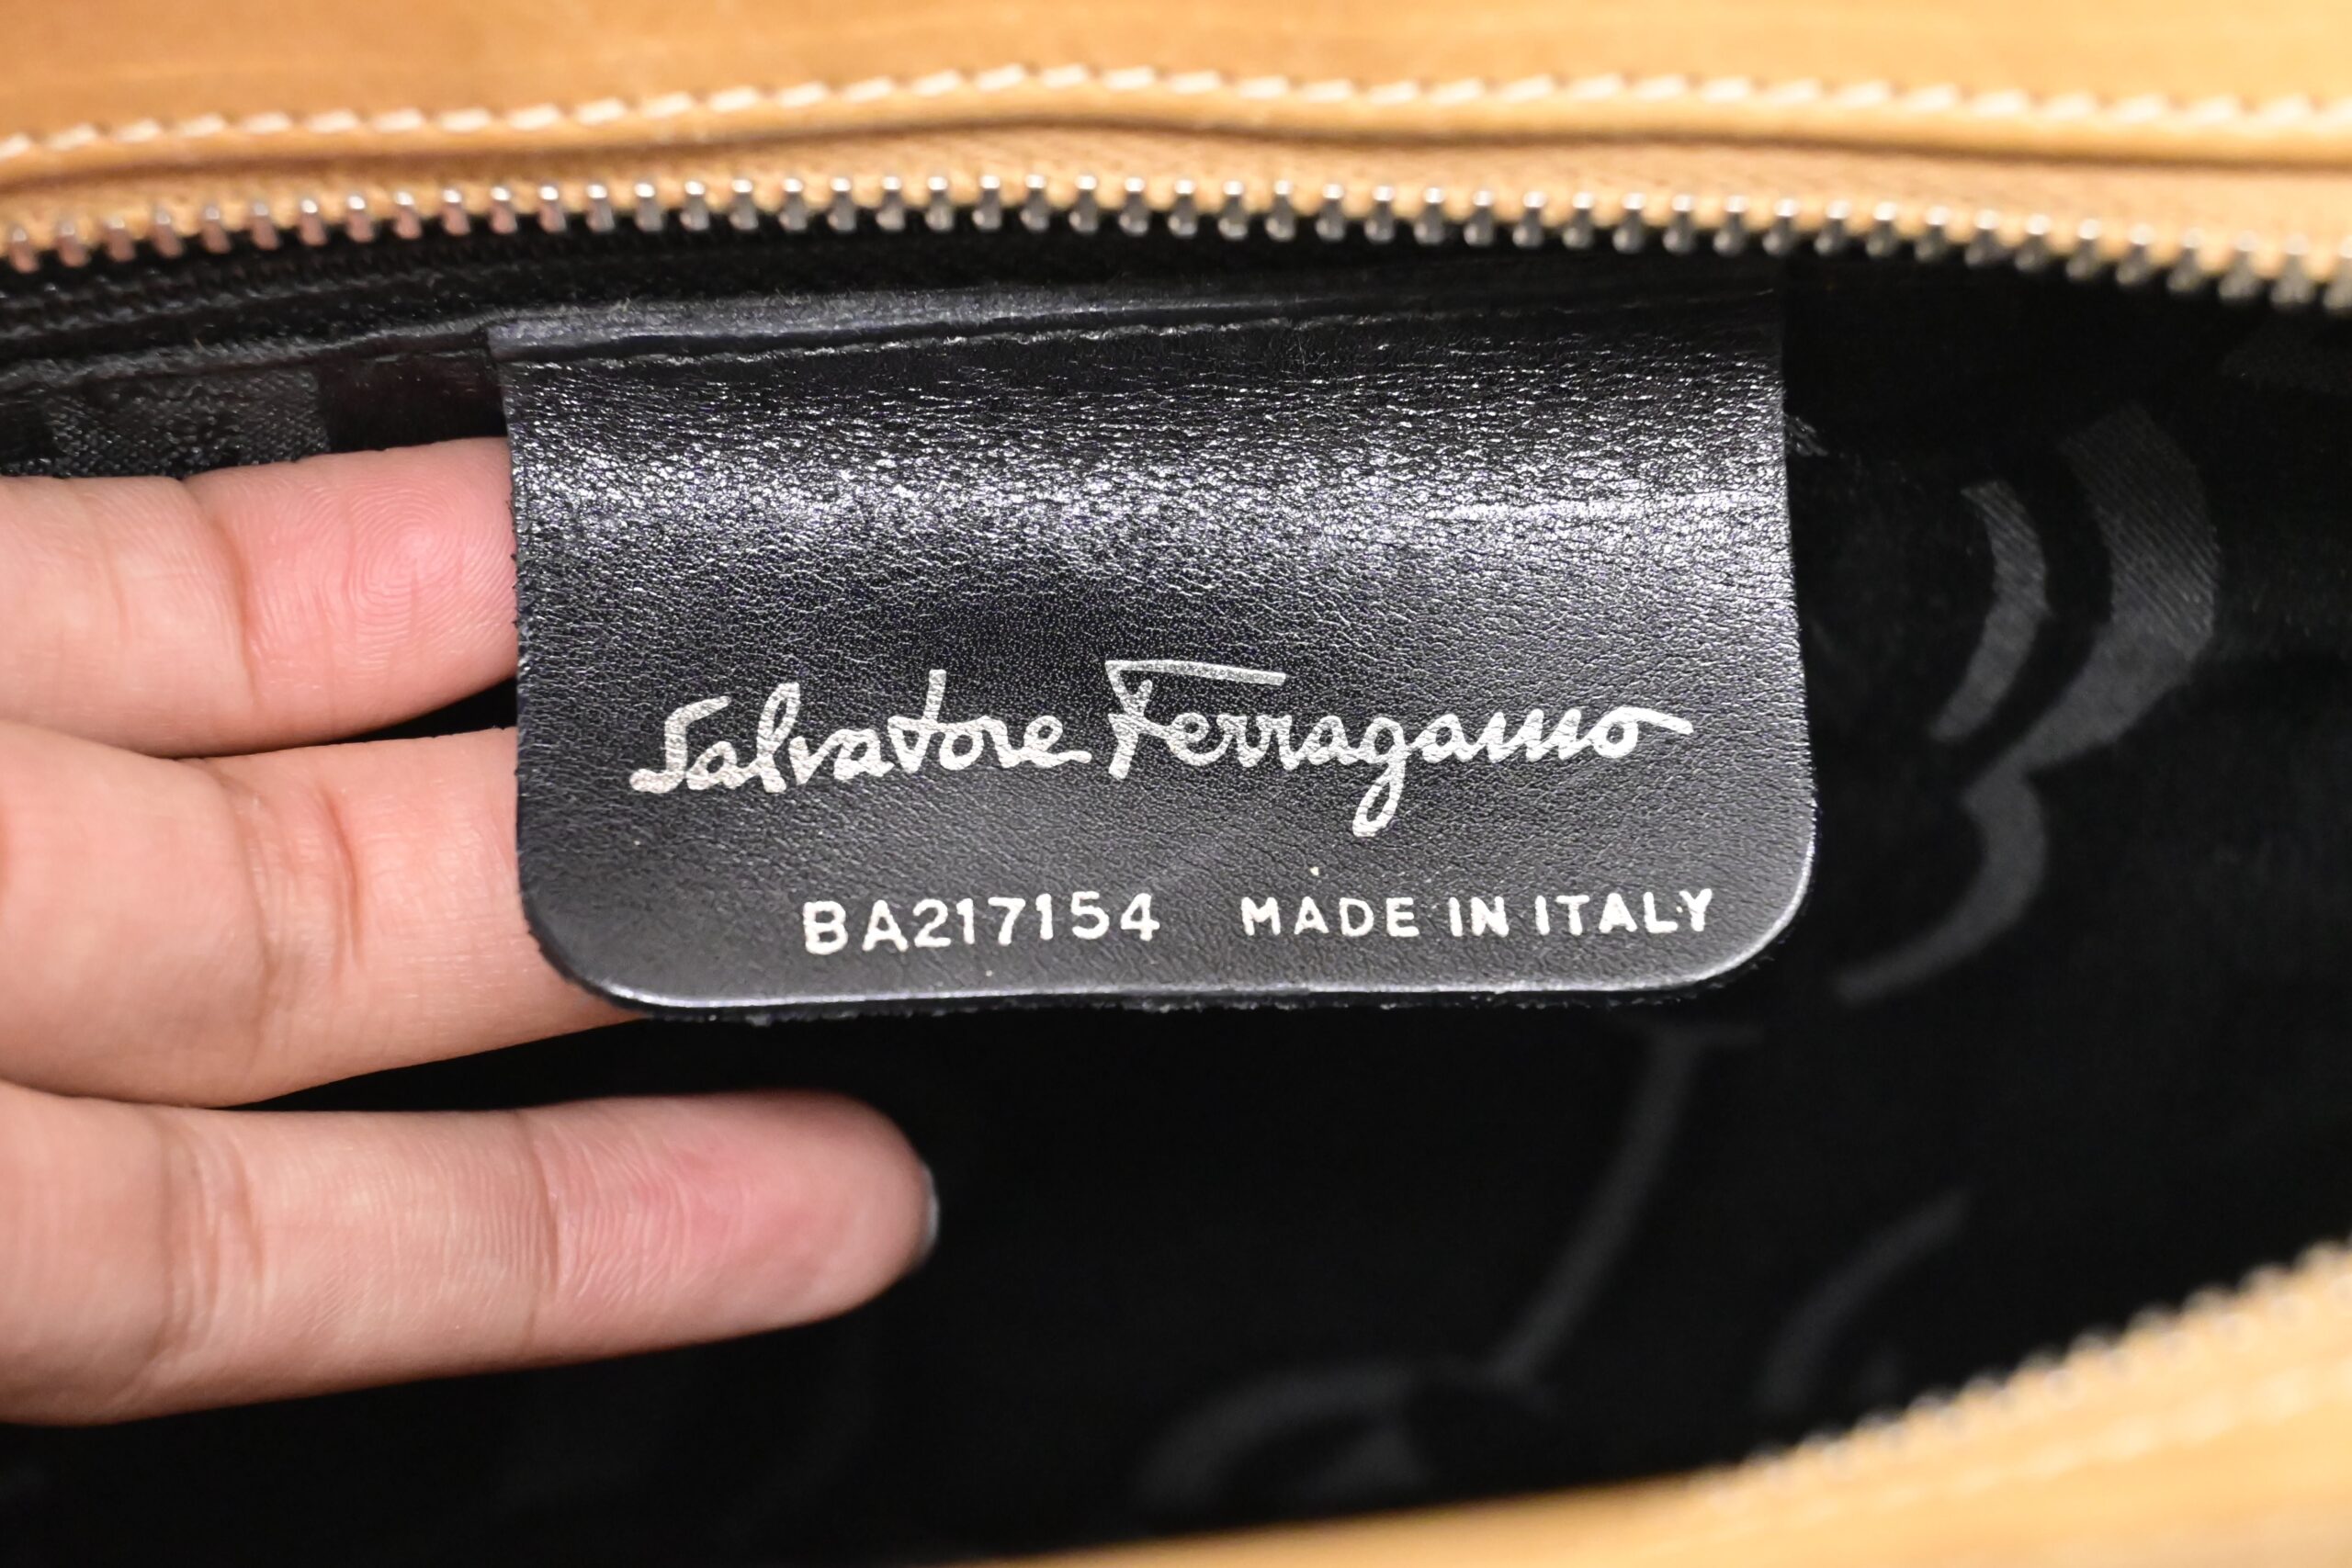 Salvatore Ferragamo
BA217154 MADE IN ITALY